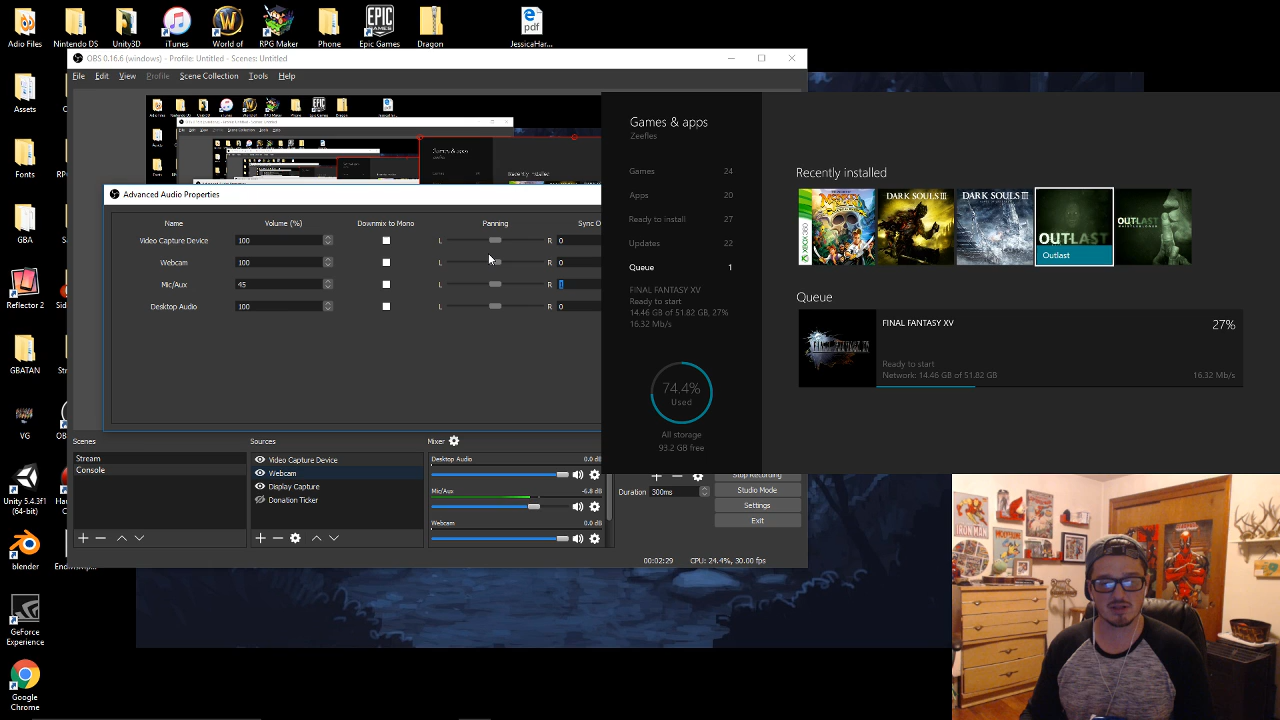 Adio Files
Nintendo DS
Unity3D
iTunes
World of
RPG Maker
Phone
Epic Games
Dragon
JessicaHar...
Assets
Fonts
GBA
Reflector 2
GBATAN
VG
Unity 5.4.3f1
(64-bit)
blender
GeForce
Experience
Google
Chrome
OBS 0.16.6 (windows) - Profile: Untitled - Scenes: Untitled
File Edit View Profile Scene Collection Tools Help
Advanced Audio Properties
Name Volume (%) Downmix to Mono Panning Sync O
Video Capture Device 100 L R 0
Webcam 100 L R 0
Mic/Aux 45 L R 1
Desktop Audio 100 L R 0
Scenes
Stream
Console
Sources
Video Capture Device
Webcam
Display Capture
Donation Ticker
Mixer
Desktop Audio 0.0 dB
Mic/Aux -6.8 dB
Webcam 0.0 dB
Duration 300ms
Stop Recording
Studio Mode
Settings
Exit
00:02:29 CPU: 24.4%, 30.00 fps
Games & apps
Zeefles
Games 24
Apps 20
Ready to install 27
Updates 22
Queue 1
FINAL FANTASY XV
Ready to start
14.46 GB of 51.82 GB, 27%
16.32 Mb/s
74.4%
Used
All storage
93.2 GB free
Recently installed
XBOX 360
DARK SOULS III
DARK SOULS III
OUTLAST
Outlast
OUTLAST
Queue
FINAL FANTASY XV
FINAL FANTASY XV 27%
Ready to start
Network: 14.46 GB of 51.82 GB 16.32 Mb/s